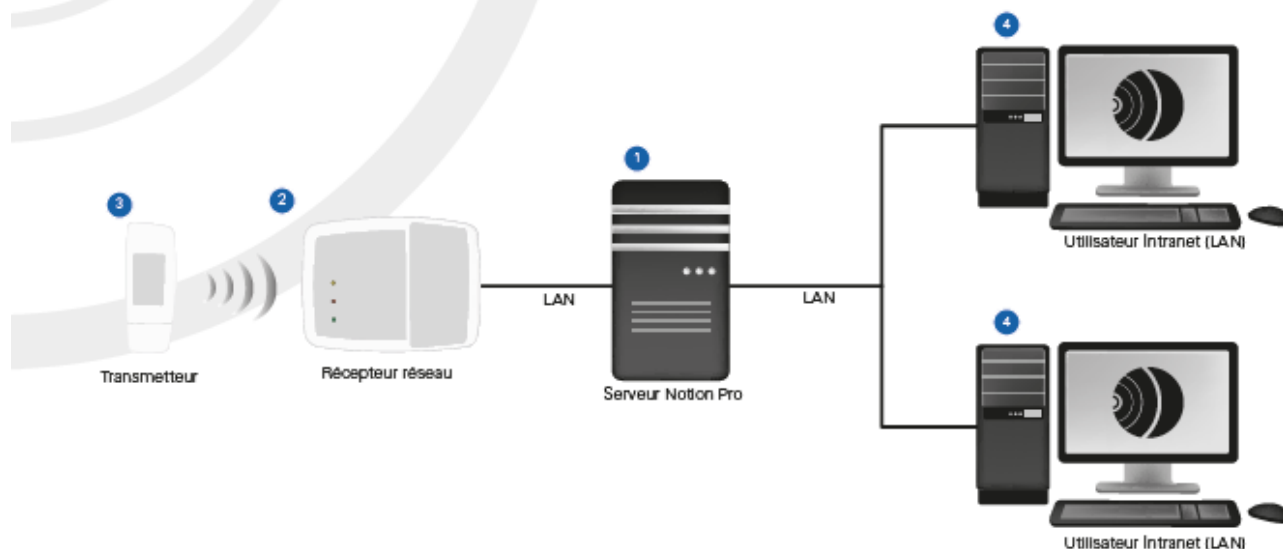 4
1
3
2
Utilisateur Intranet (LAN)
LAN
LAN
4
Transmetteur
Récepteur réseau
Serveur Notion Pro
Utilisateur Intranet (LAN)